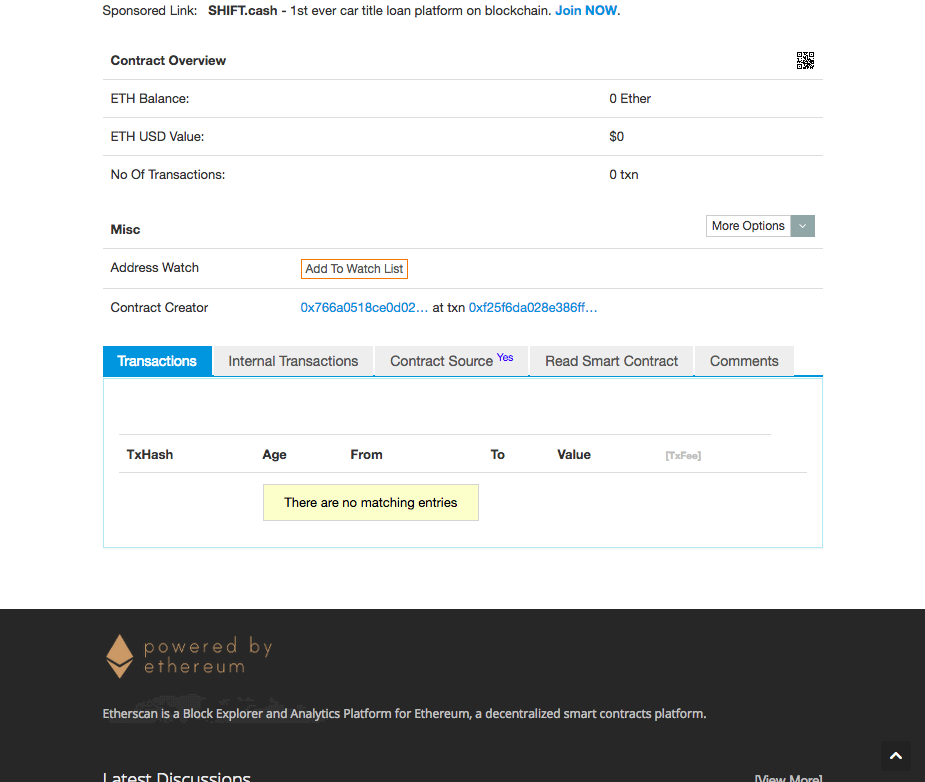 Sponsored Link: SHIFT.cash - 1st ever car title loan platform on blockchain. Join NOW.
Contract Overview
ETH Balance: 0 Ether
ETH USD Value: $0
No Of Transactions: 0 txn
Misc More Options
Address Watch Add To Watch List
Contract Creator 0x766a0518ce0d02... at txn 0xf25f6da028e386ff...
Transactions Internal Transactions Contract Source Yes Read Smart Contract Comments
TxHash Age From To Value [TxFee]
There are no matching entries
powered by
ethereum
Etherscan is a Block Explorer and Analytics Platform for Ethereum, a decentralized smart contracts platform.
Latest Discussions [View More]